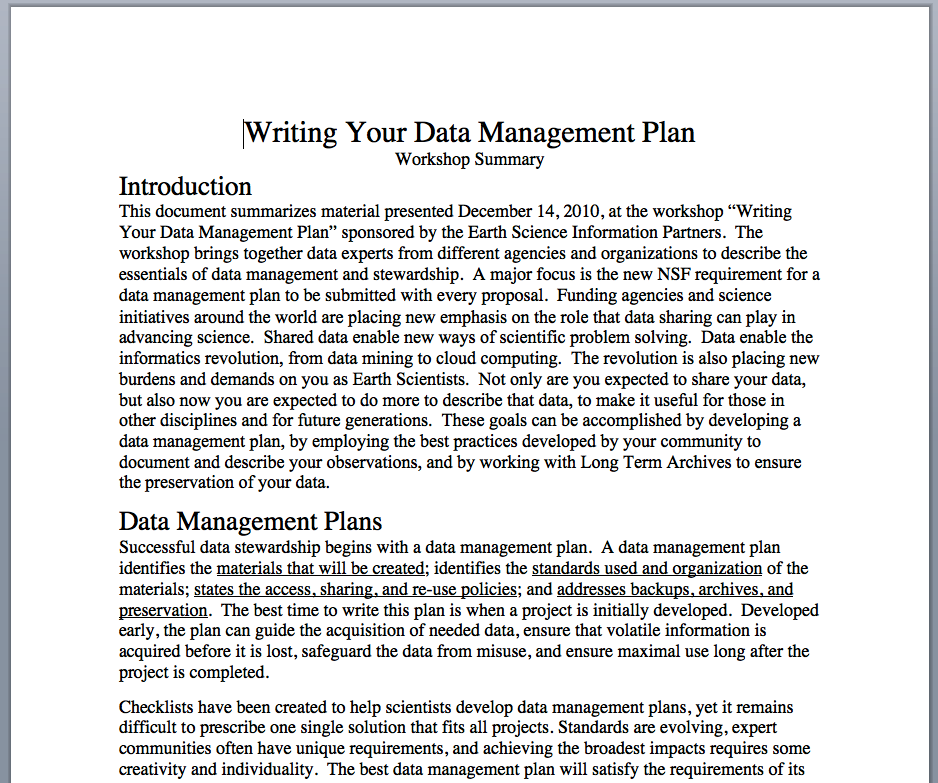 Writing Your Data Management Plan
Workshop Summary
Introduction
This document summarizes material presented December 14, 2010, at the workshop “Writing
Your Data Management Plan” sponsored by the Earth Science Information Partners.  The
workshop brings together data experts from different agencies and organizations to describe the
essentials of data management and stewardship.  A major focus is the new NSF requirement for a
data management plan to be submitted with every proposal.  Funding agencies and science
initiatives around the world are placing new emphasis on the role that data sharing can play in
advancing science.  Shared data enable new ways of scientific problem solving.  Data enable the
informatics revolution, from data mining to cloud computing.  The revolution is also placing new
burdens and demands on you as Earth Scientists.  Not only are you expected to share your data,
but also now you are expected to do more to describe that data, to make it useful for those in
other disciplines and for future generations.  These goals can be accomplished by developing a
data management plan, by employing the best practices developed by your community to
document and describe your observations, and by working with Long Term Archives to ensure
the preservation of your data.
Data Management Plans
Successful data stewardship begins with a data management plan.  A data management plan
identifies the materials that will be created; identifies the standards used and organization of the
materials; states the access, sharing, and re-use policies; and addresses backups, archives, and
preservation.  The best time to write this plan is when a project is initially developed.  Developed
early, the plan can guide the acquisition of needed data, ensure that volatile information is
acquired before it is lost, safeguard the data from misuse, and ensure maximal use long after the
project is completed.
Checklists have been created to help scientists develop data management plans, yet it remains
difficult to prescribe one single solution that fits all projects. Standards are evolving, expert
communities often have unique requirements, and achieving the broadest impacts requires some
creativity and individuality.  The best data management plan will satisfy the requirements of its